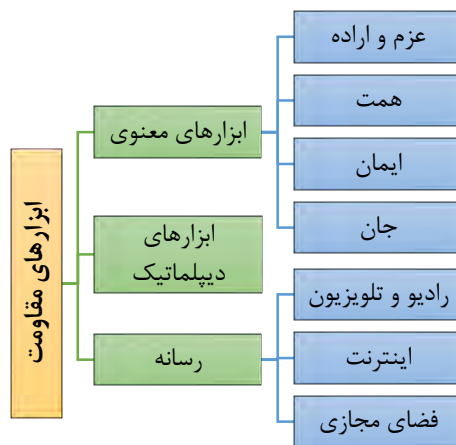 ابزارهای مقاومت
ابزارهای معنوی
عزم و اراده
همت
ایمان
جان
ابزارهای
دیپلماتیک
رسانه
رادیو و تلویزیون
اینترنت
فضای مجازی